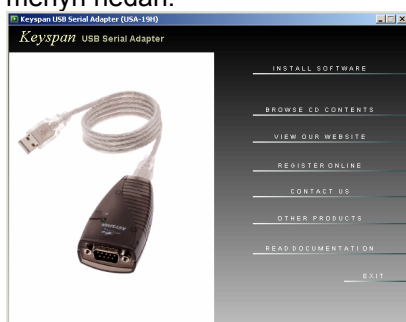 menyn nedan.
Keyspan USB Serial Adapter (USA-19H)
Keyspan USB Serial Adapter
INSTALL SOFTWARE
BROWSE CD CONTENTS
VIEW OUR WEBSITE
REGISTER ONLINE
CONTACT US
OTHER PRODUCTS
READ DOCUMENTATION
EXIT